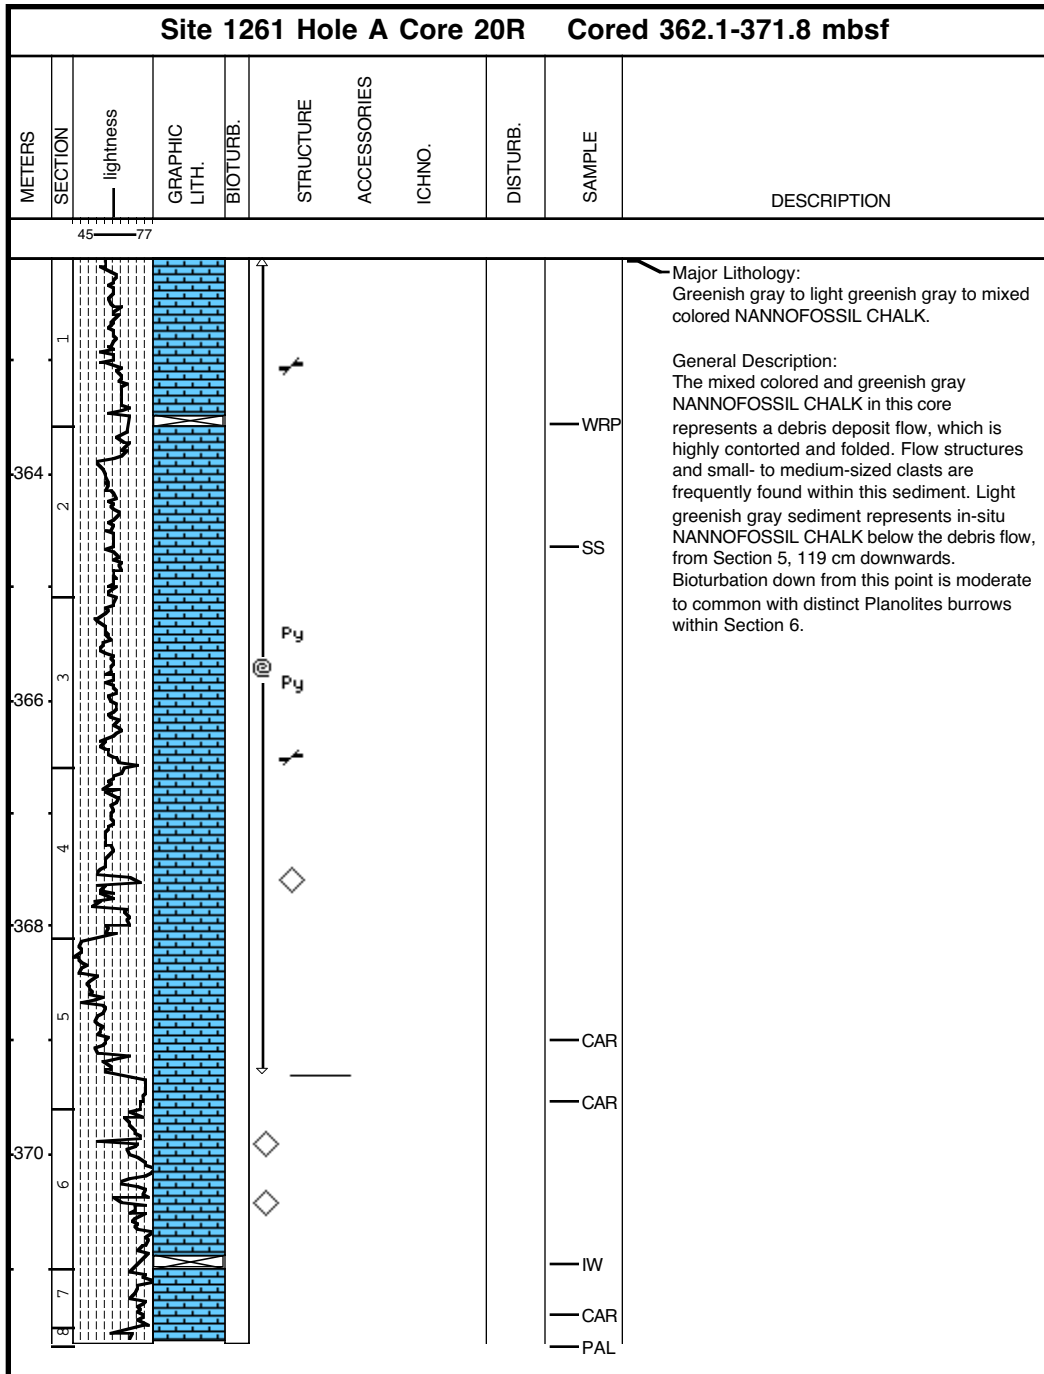 Site 1261 Hole A Core 20R Cored 362.1-371.8 mbsf
METERS
SECTION
lightness
GRAPHIC LITH.
BIOTURB.
STRUCTURE
ACCESSORIES
ICHNO.
DISTURB.
SAMPLE
DESCRIPTION
45 77
Major Lithology:
Greenish gray to light greenish gray to mixed
colored NANNOFOSSIL CHALK.
General Description:
The mixed colored and greenish gray
NANNOFOSSIL CHALK in this core
represents a debris deposit flow, which is
highly contorted and folded. Flow structures
and small- to medium-sized clasts are
frequently found within this sediment. Light
greenish gray sediment represents in-situ
NANNOFOSSIL CHALK below the debris flow,
from Section 5, 119 cm downwards.
Bioturbation down from this point is moderate
to common with distinct Planolites burrows
within Section 6.
1
WRP
364
2
SS
Py
3
@
Py
366
4
368
5
CAR
CAR
370
6
IW
7
CAR
8
PAL